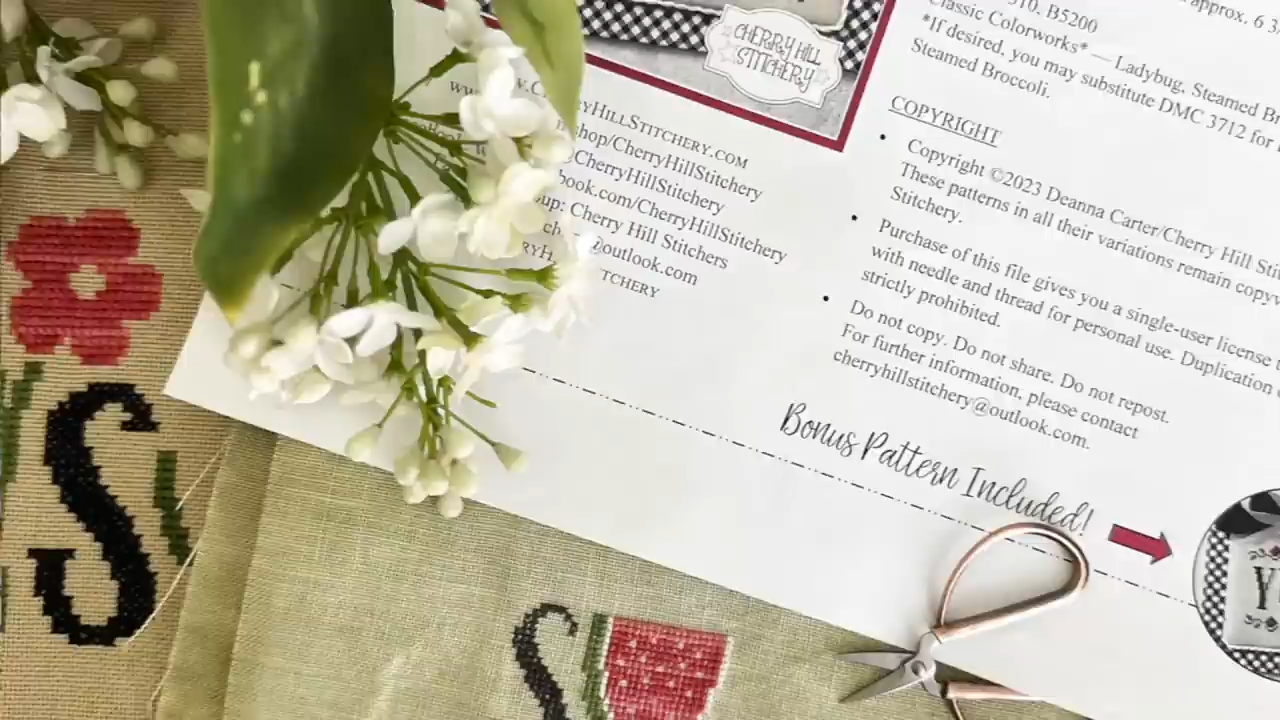 CHERRY HILL
STITCHERY
HILLSTITCHERY.COM
shop/CherryHillStitchery
@CherryHillStitchery
book.com/CherryHillStitchery
up: Cherry Hill Stitchers
@outlook.com
TCHERY
approx. 6 3
310, B5200
Classic Colorworks* — Ladybug, Steamed B
*If desired, you may substitute DMC 3712 for
Steamed Broccoli.
COPYRIGHT
• Copyright ©2023 Deanna Carter/Cherry Hill Sti
These patterns in all their variations remain copy
Stitchery.
• Purchase of this file gives you a single-user license
with needle and thread for personal use. Duplication
strictly prohibited.
• Do not copy. Do not share. Do not repost.
For further information, please contact
cherryhillstitchery@outlook.com.
Bonus Pattern Included!
Y
S
S